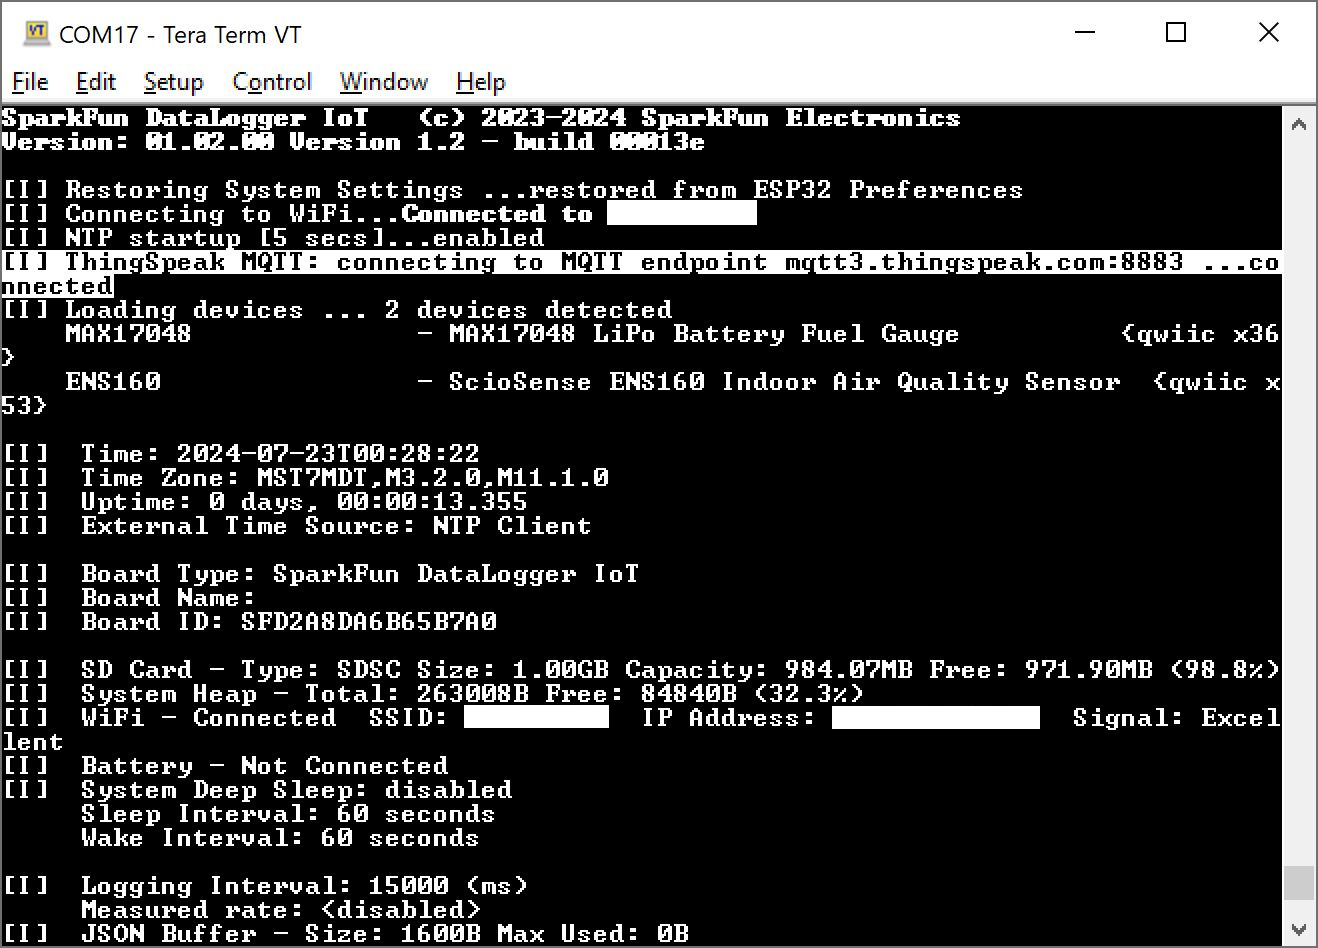 COM17 - Tera Term VT
File Edit Setup Control Window Help
SparkFun DataLogger IoT   (c) 2023-2024 SparkFun Electronics
Version: 01.02.00 Version 1.2 - build 00013e
[I] Restoring System Settings ...restored from ESP32 Preferences
[I] Connecting to WiFi...Connected to
[I] NTP startup [5 secs]...enabled
[I] ThingSpeak MQTT: connecting to MQTT endpoint mqtt3.thingspeak.com:8883 ...co
nnected
[I] Loading devices ... 2 devices detected
    MAX17048              - MAX17048 LiPo Battery Fuel Gauge          {qwiic x36
}
    ENS160                - ScioSense ENS160 Indoor Air Quality Sensor  {qwiic x
53}
[I]  Time: 2024-07-23T00:28:22
[I]  Time Zone: MST7MDT,M3.2.0,M11.1.0
[I]  Uptime: 0 days, 00:00:13.355
[I]  External Time Source: NTP Client
[I]  Board Type: SparkFun DataLogger IoT
[I]  Board Name:
[I]  Board ID: SFD2A8DA6B65B7A0
[I]  SD Card - Type: SDSC Size: 1.00GB Capacity: 984.07MB Free: 971.90MB (98.8%)
[I]  System Heap - Total: 263008B Free: 84840B (32.3%)
[I]  WiFi - Connected  SSID:            IP Address:                Signal: Excel
lent
[I]  Battery - Not Connected
[I]  System Deep Sleep: disabled
     Sleep Interval: 60 seconds
     Wake Interval: 60 seconds
[I]  Logging Interval: 15000 (ms)
     Measured rate: <disabled>
[I]  JSON Buffer - Size: 1600B Max Used: 0B